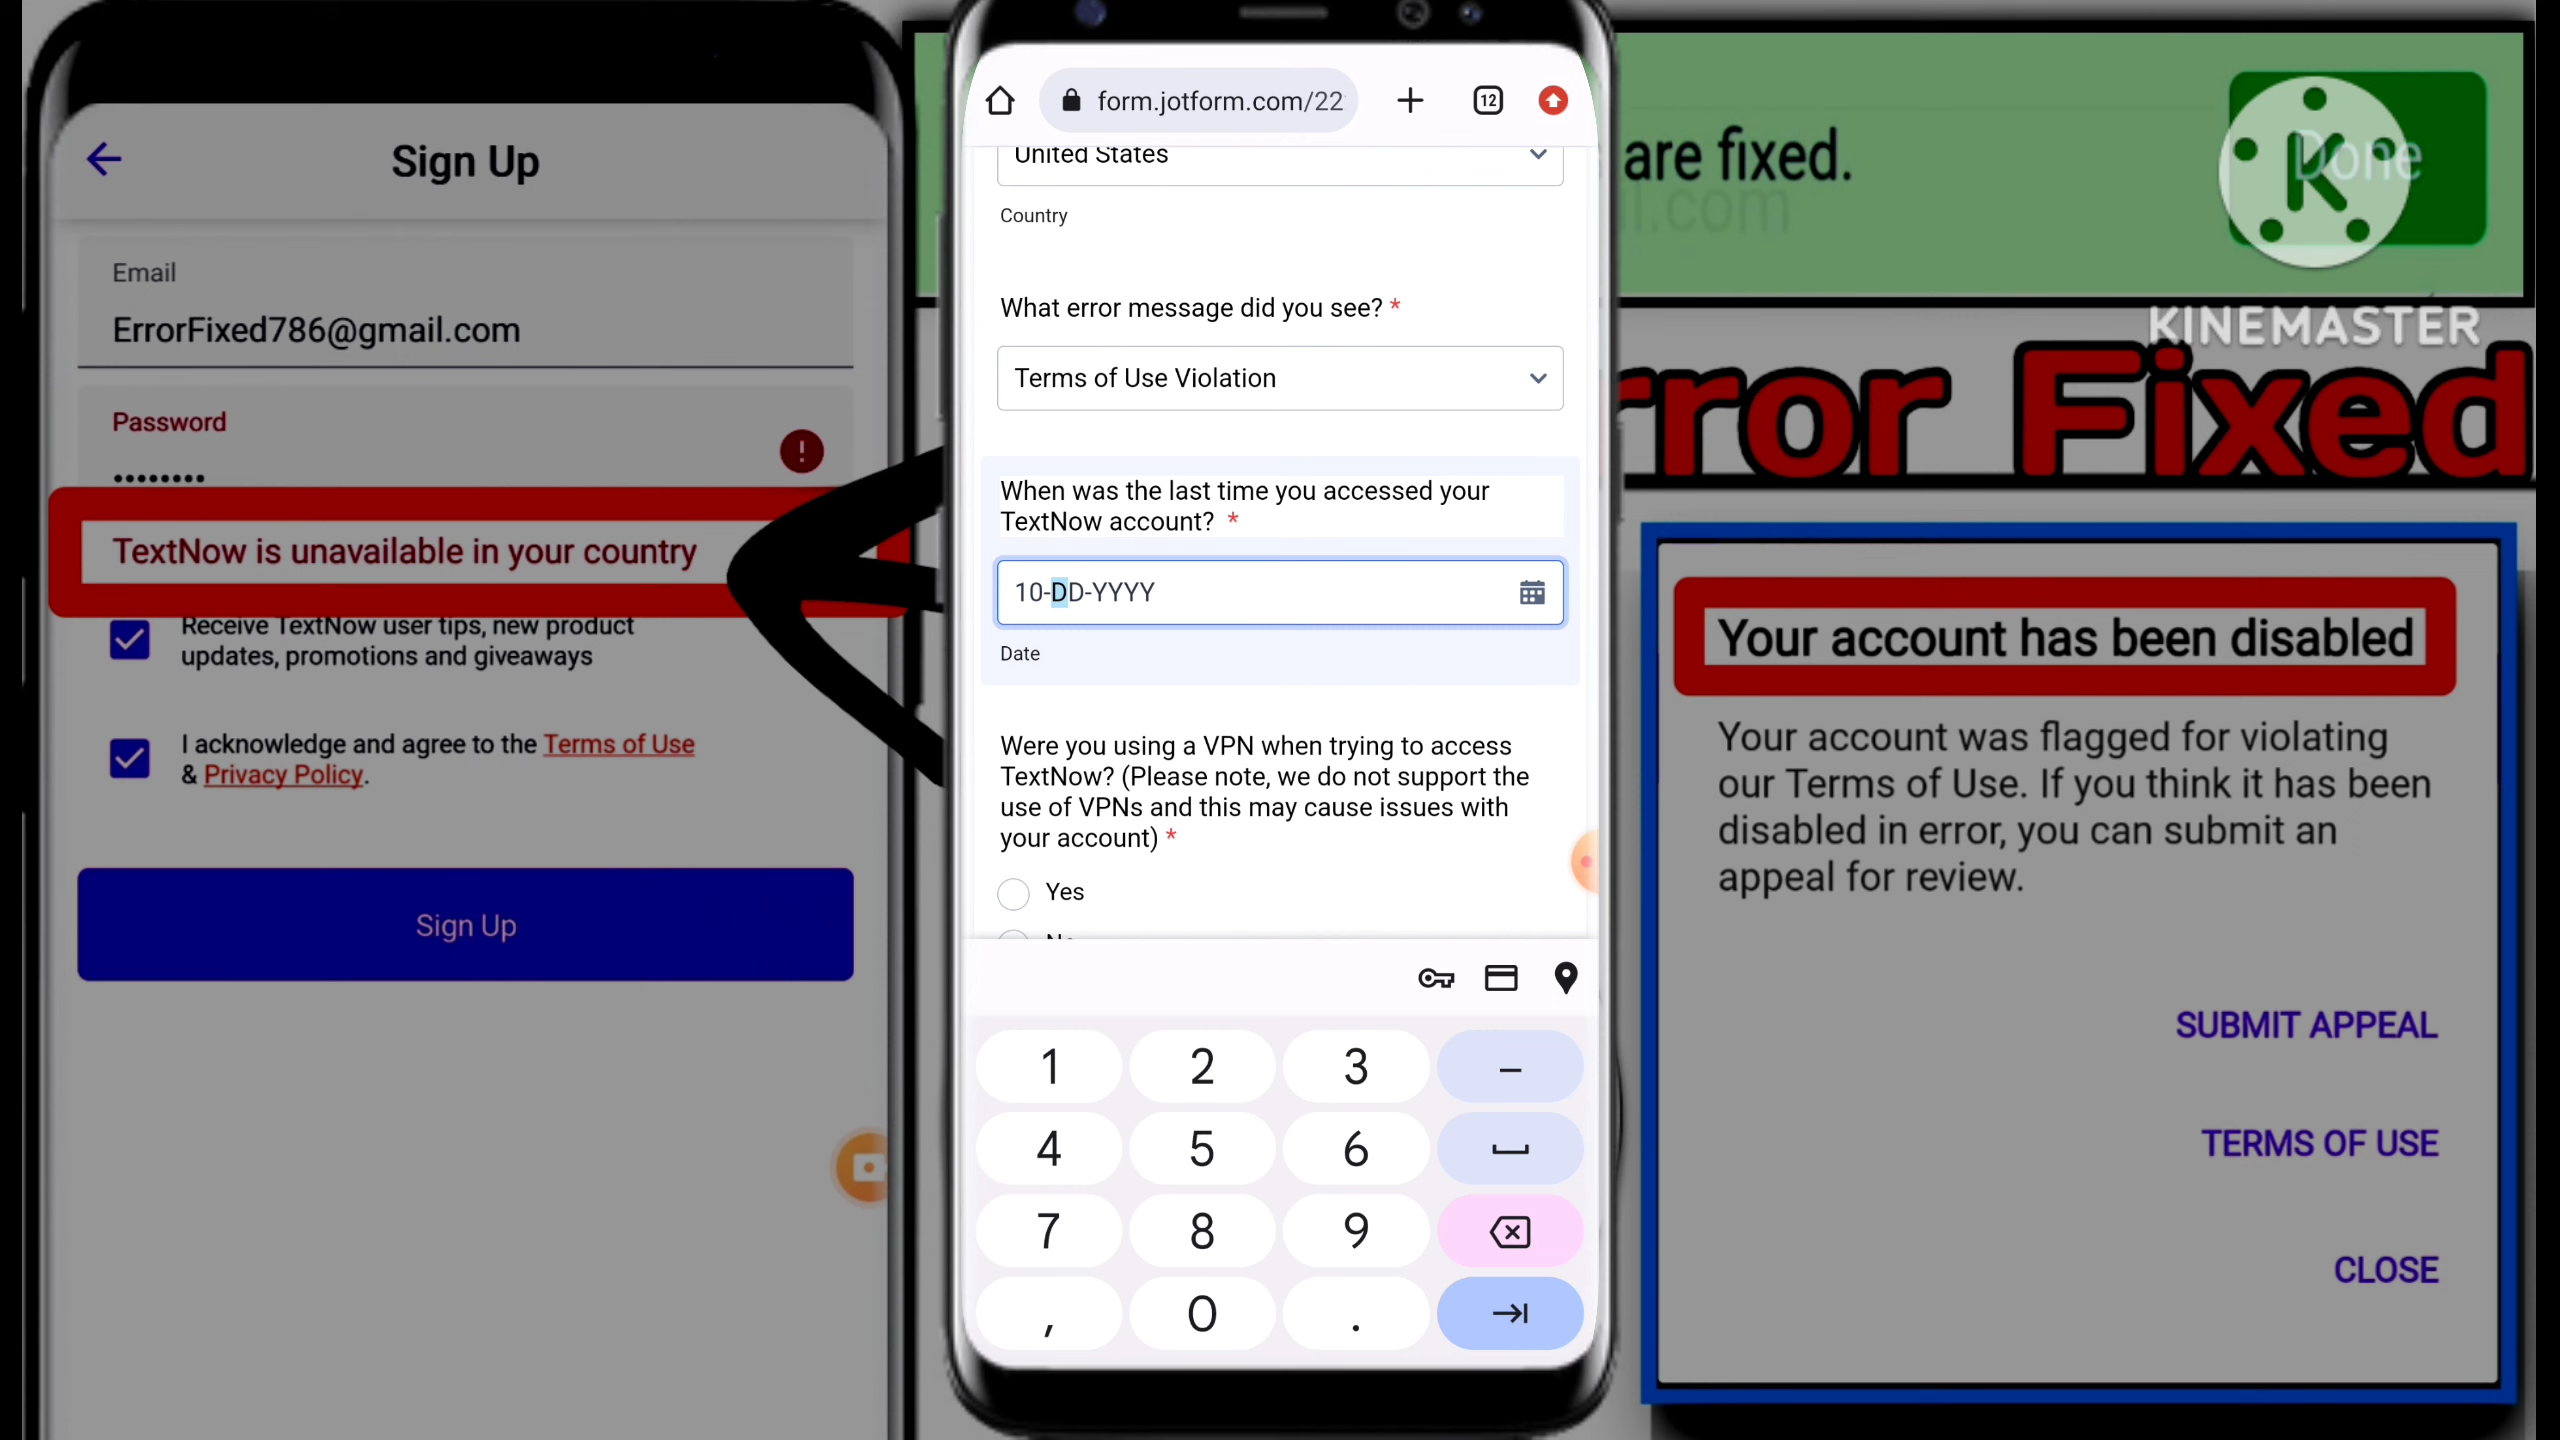 Sign Up
Email
ErrorFixed786@gmail.com
Password
••••••••
TextNow is unavailable in your country
Receive TextNow user tips, new product
updates, promotions and giveaways
I acknowledge and agree to the Terms of Use
& Privacy Policy.
Sign Up
form.jotform.com/22
12
United States
Country
What error message did you see? *
Terms of Use Violation
When was the last time you accessed your
TextNow account? *
10-DD-YYYY
Date
Were you using a VPN when trying to access
TextNow? (Please note, we do not support the
use of VPNs and this may cause issues with
your account) *
Yes
No
1 2 3 –
4 5 6
7 8 9
, 0 .
are fixed.
l.com
Done
K
KINEMASTER
rror Fixed
Your account has been disabled
Your account was flagged for violating
our Terms of Use. If you think it has been
disabled in error, you can submit an
appeal for review.
SUBMIT APPEAL
TERMS OF USE
CLOSE